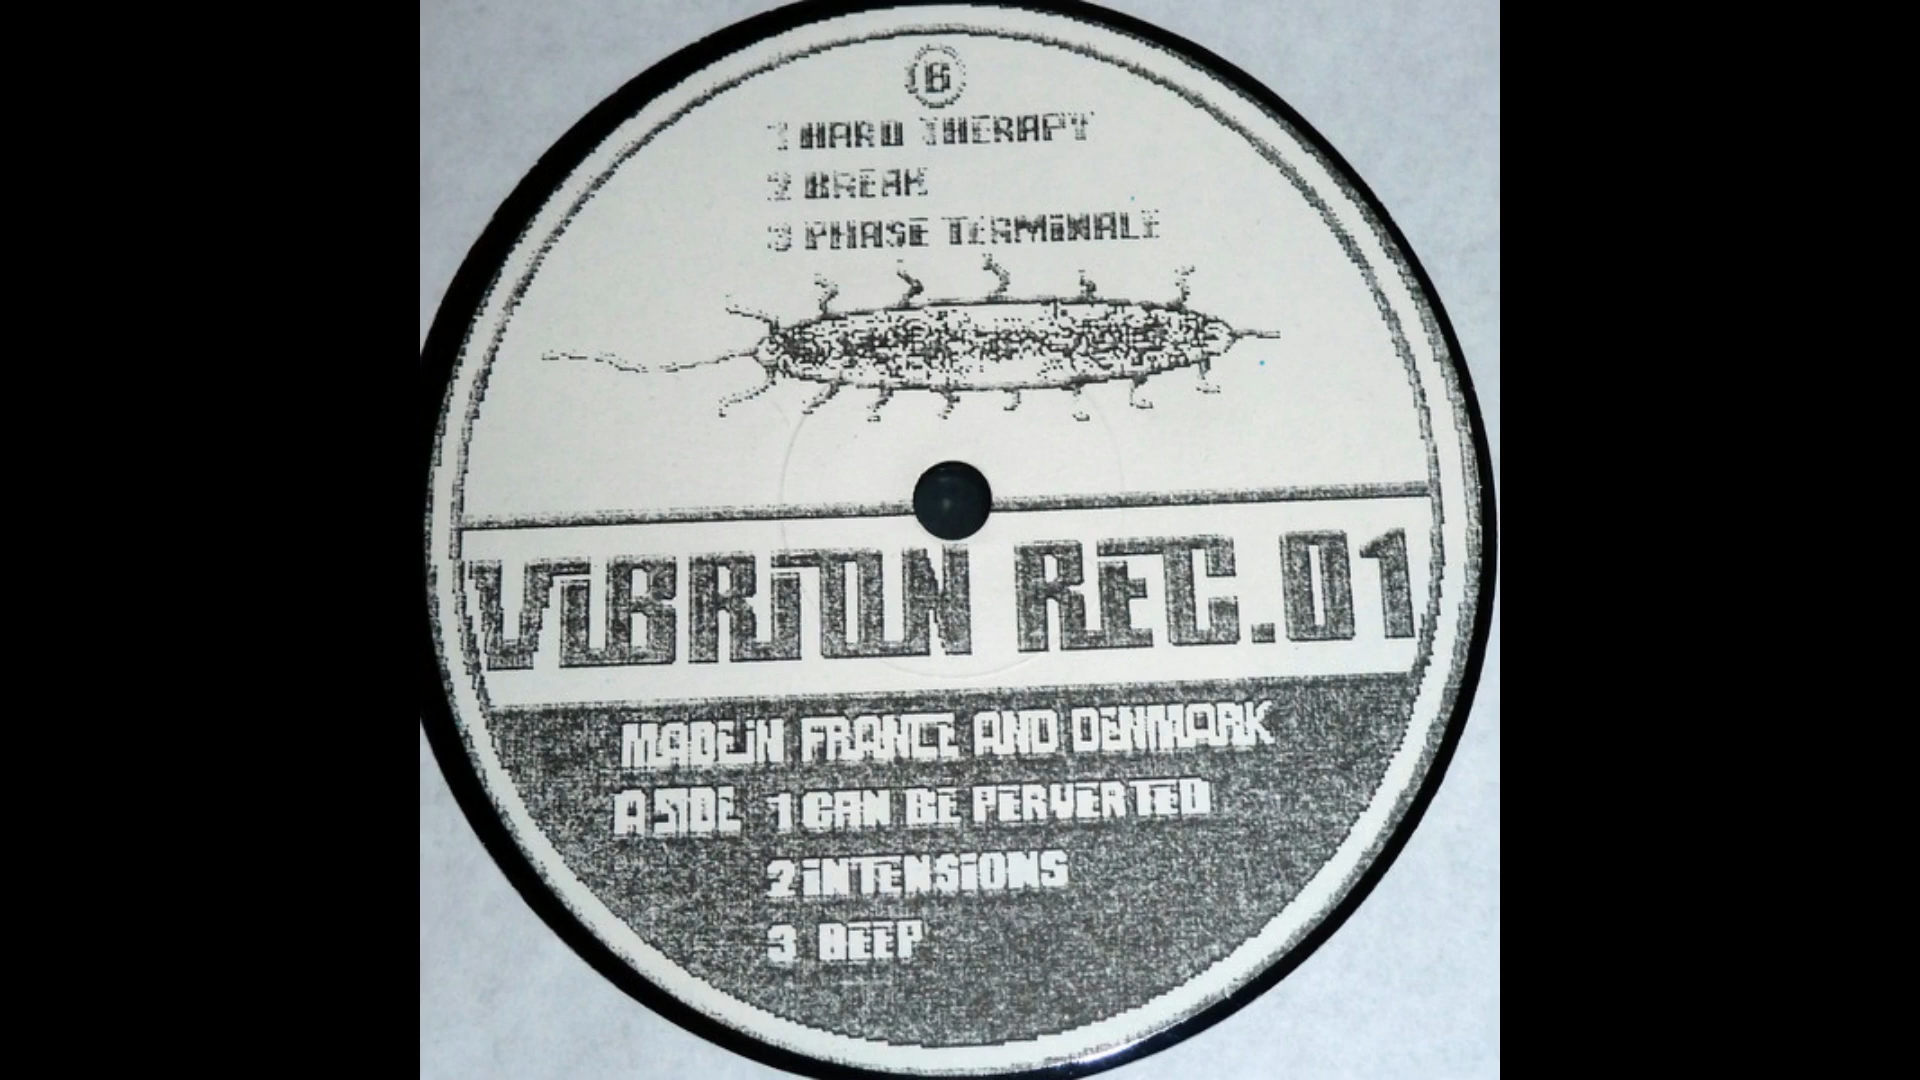 B
1 HARD THERAPY
2 BREAK
3 PHASE TERMiNALE
ViBRiON REC.01
MADE iN FRANCE AND DENMARK
A SIDE 1 CAN BE PERVERTED
2 iNTENSiONS
3 DEEP